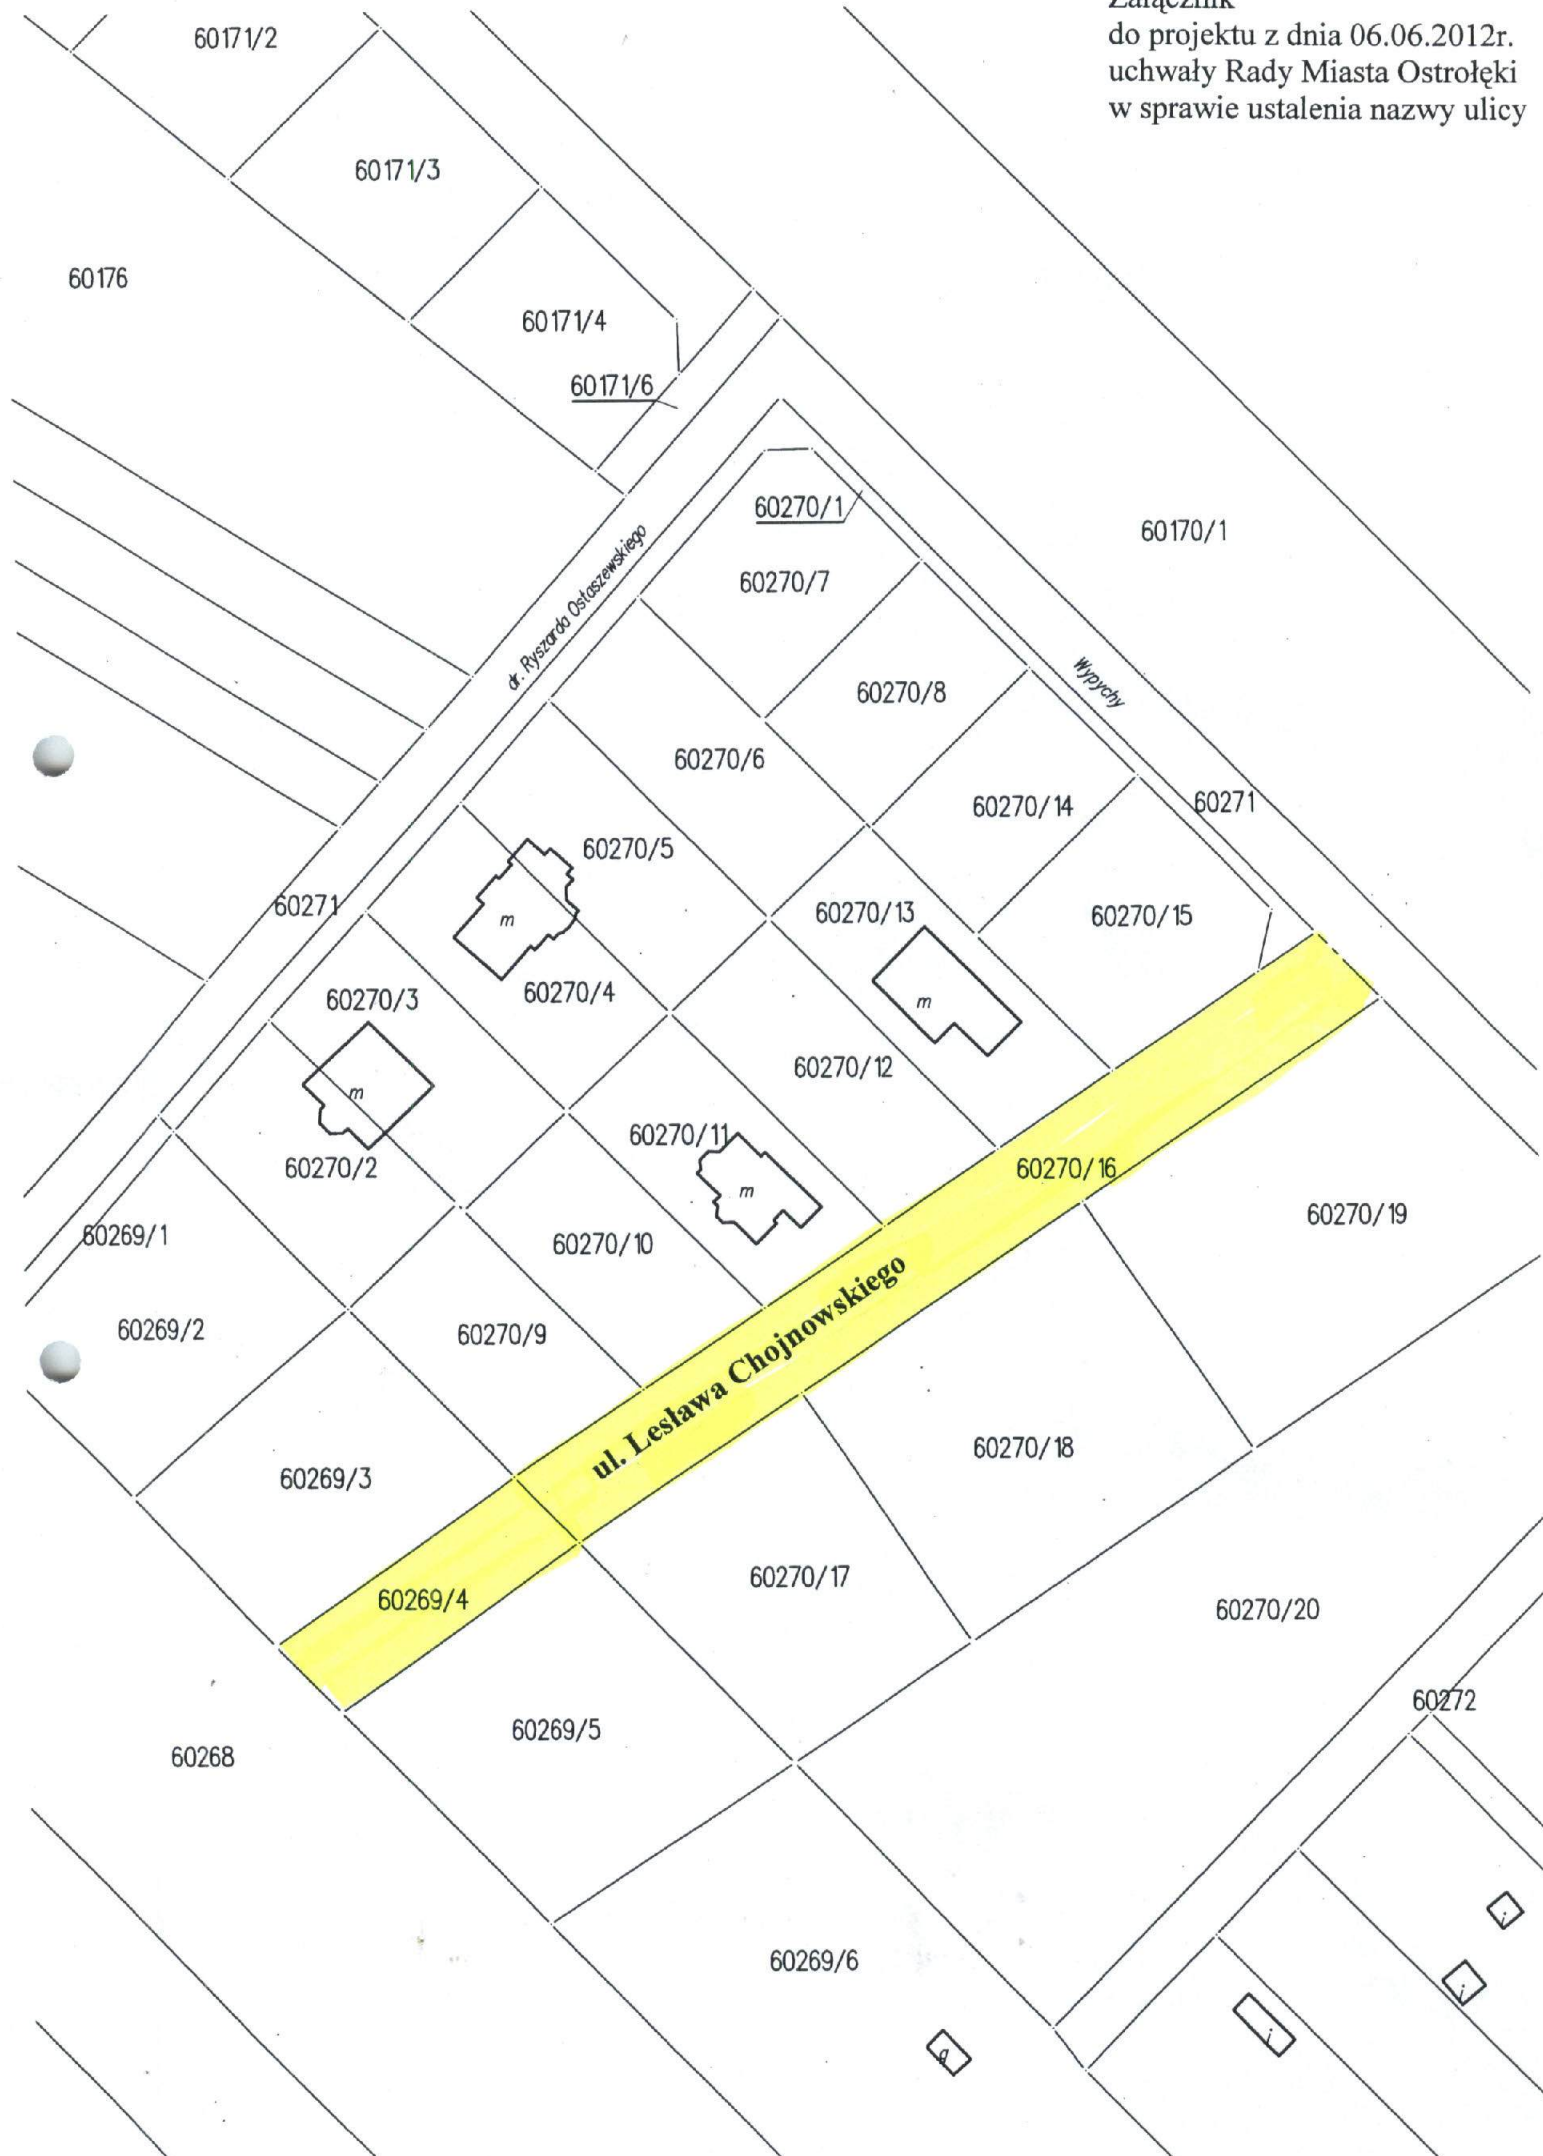 Załącznik
do projektu z dnia 06.06.2012r.
uchwały Rady Miasta Ostrołęki
w sprawie ustalenia nazwy ulicy
60171/2
60171/3
60176
60171/4
60171/6
60270/1
60170/1
dr. Ryszarda Ostaszewskiego
60270/7
Wypychy
60270/8
60270/6
60271
60270/14
60270/5
60271
60270/13
60270/15
m
60270/4
60270/3
m
60270/12
m
60270/11
60270/2
60270/16
m
60270/19
60269/1
60270/10
60269/2
60270/9
ul. Lesława Chojnowskiego
60270/18
60269/3
60270/17
60269/4
60270/20
60272
60269/5
60268
i
60269/6
i
i
g